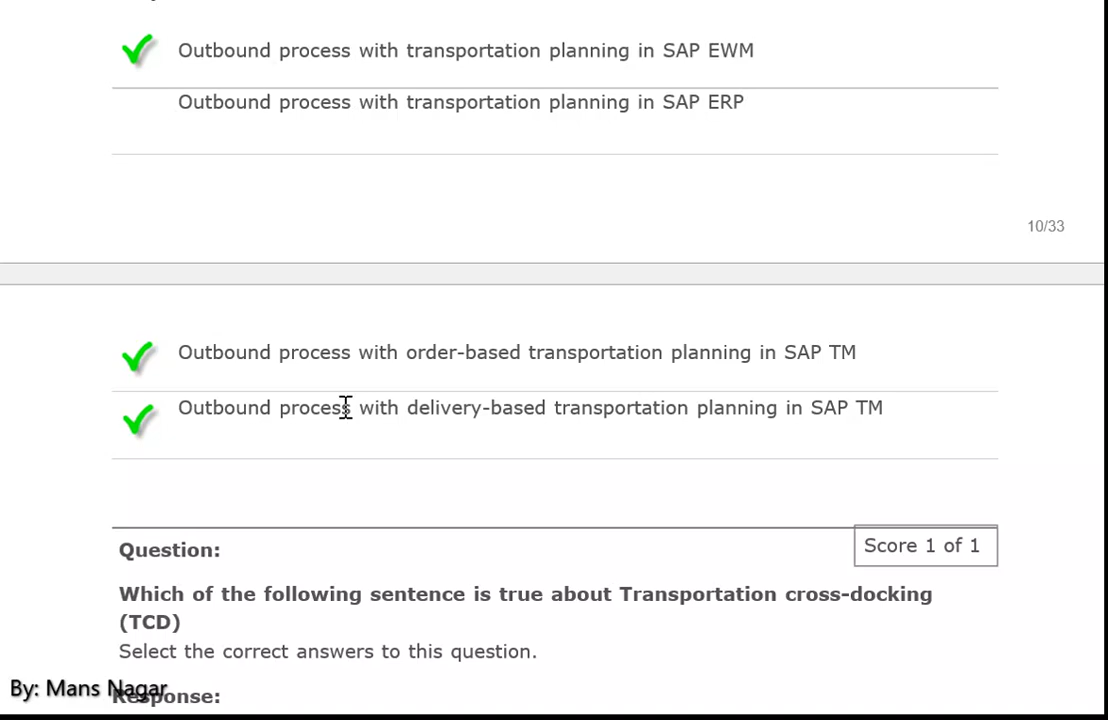 Outbound process with transportation planning in SAP EWM
Outbound process with transportation planning in SAP ERP
10/33
Outbound process with order-based transportation planning in SAP TM
Outbound process with delivery-based transportation planning in SAP TM
Question:
Score 1 of 1
Which of the following sentence is true about Transportation cross-docking
(TCD)
Select the correct answers to this question.
By: Mans Nagar
Response: